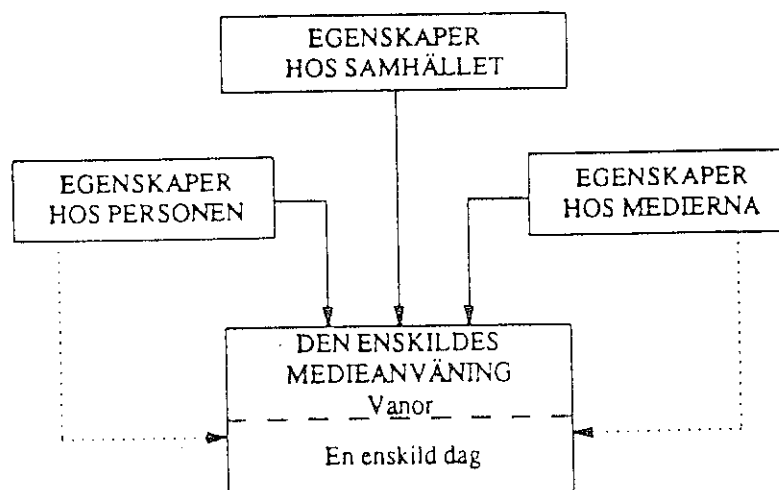 EGENSKAPER
HOS SAMHÄLLET
EGENSKAPER
HOS PERSONEN
EGENSKAPER
HOS MEDIERNA
DEN ENSKILDES
MEDIEANVÄNING
Vanor
En enskild dag